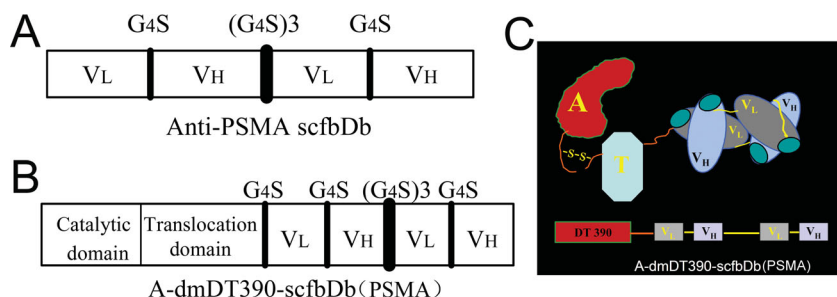 A
G4S (G4S)3 G4S
VL VH VL VH
Anti-PSMA scfbDb
B
G4S G4S (G4S)3 G4S
Catalytic domain
Translocation domain
VL VH VL VH
A-dmDT390-scfbDb(PSMA)
C
A
-S-S-
T
VL
VH
VL
VH
DT 390 VL VH VL VH
A-dmDT390-scfbDb(PSMA)